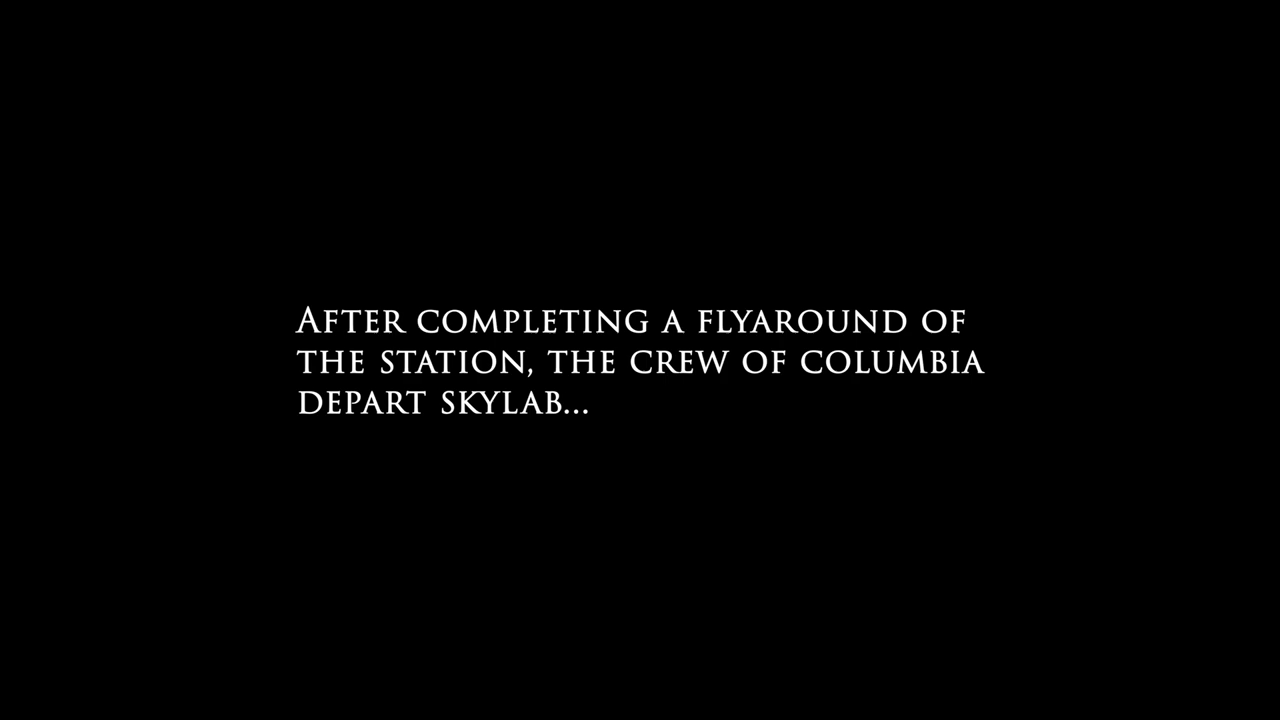 After completing a flyaround of
the station, the crew of columbia
depart skylab...